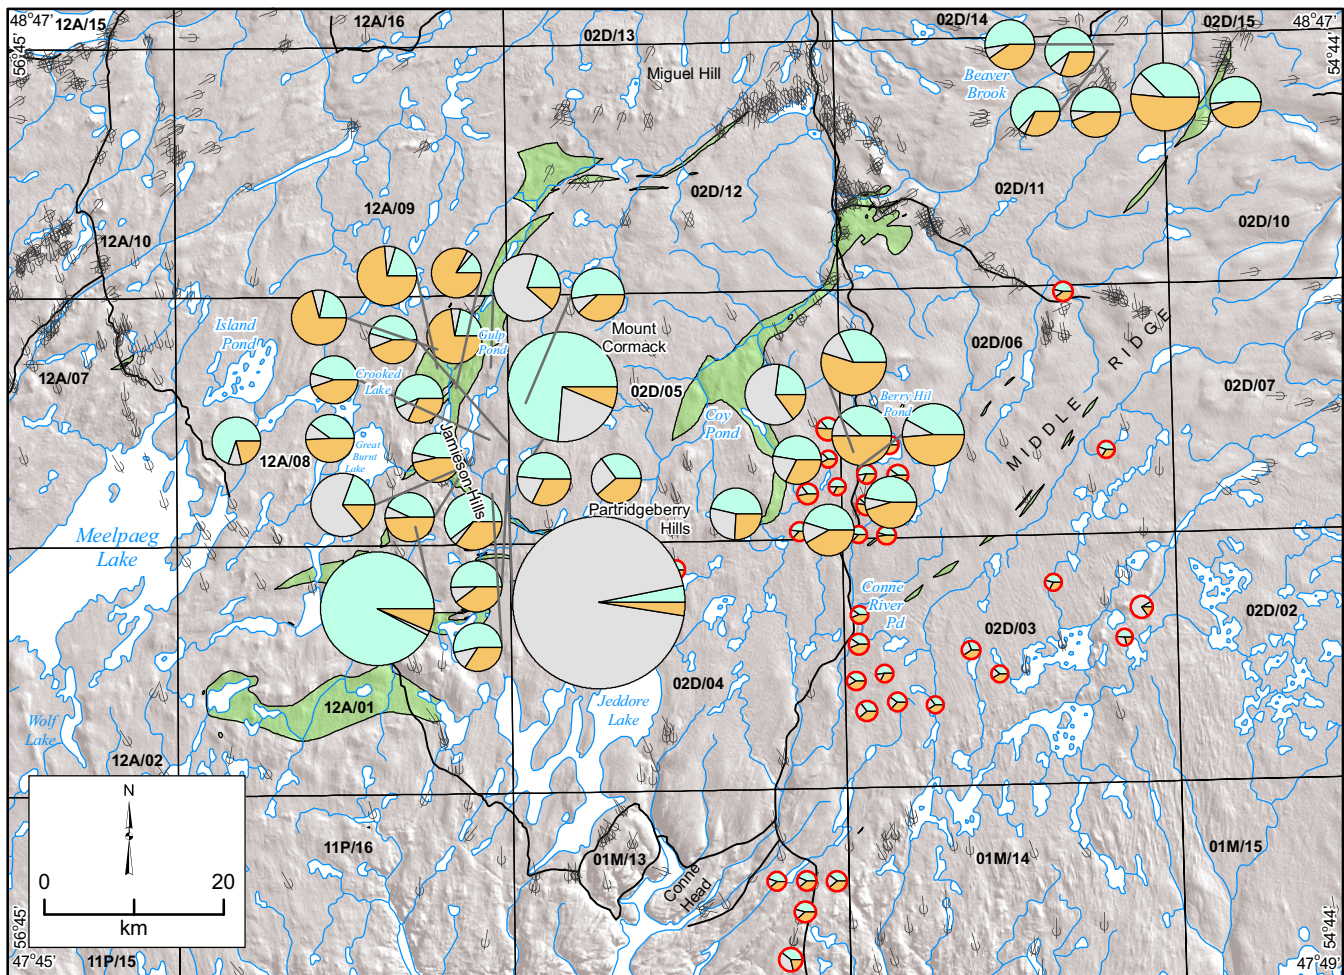 48°47' 12A/15 12A/16 02D/13 02D/14 02D/15 48°47'
56°45' 54°44'
Miguel Hill
Beaver
Brook
02D/12 02D/11
12A/09
12A/10 02D/10
Island
Pond
Gulp
Pond
Mount
Cormack
02D/06
MIDDLE RIDGE
12A/07 Crooked Lake 02D/05 02D/07
Berry Hil
Pond
Coy
Pond
Great
Burnt
Lake
12A/08
Jamieson Hills
Partridgeberry
Hills
Meelpaeg
Lake
Conne
River
Pd
02D/03 02D/02
02D/04
12A/01
Jeddore
Lake
Wolf
Lake
12A/02
N
0 20
km
11P/16 01M/13 01M/14 01M/15
Conne
Head
56°45' 54°44'
47°45' 11P/15 47°49'